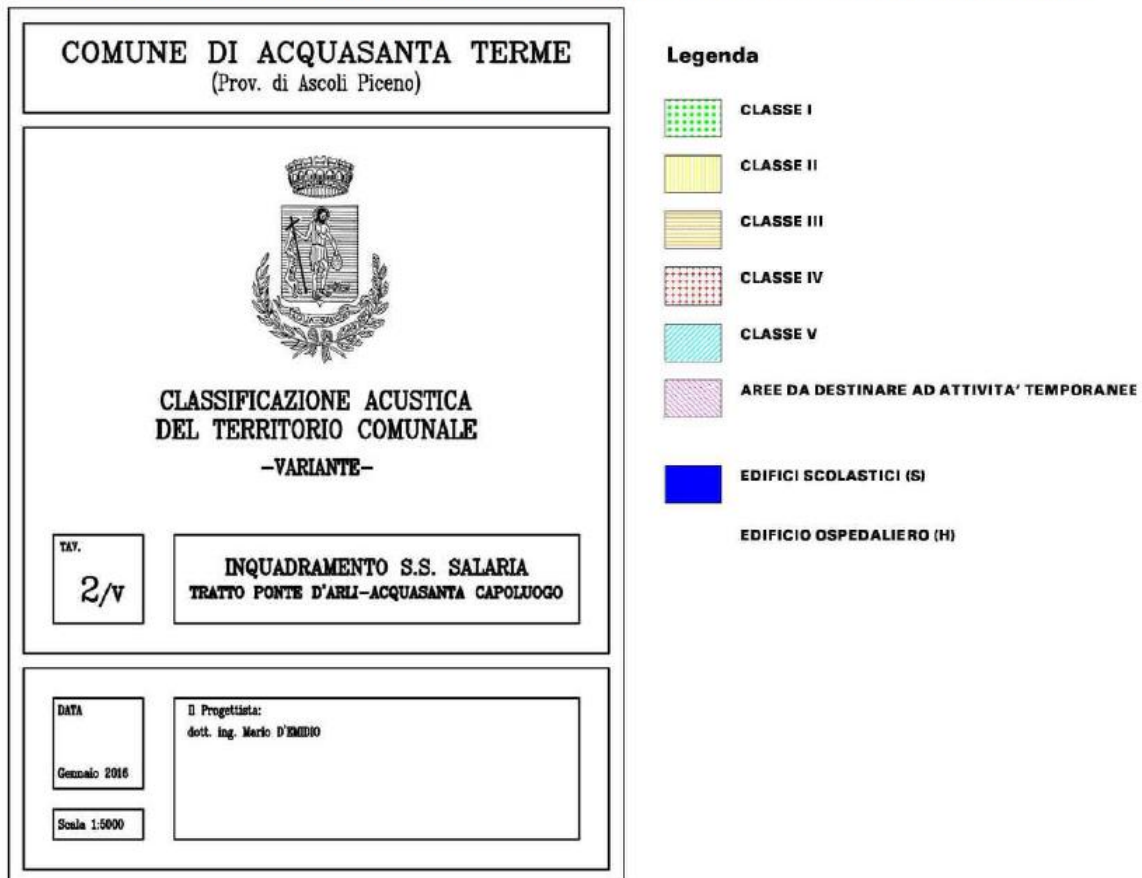 COMUNE DI ACQUASANTA TERME
(Prov. di Ascoli Piceno)
CLASSIFICAZIONE ACUSTICA
DEL TERRITORIO COMUNALE
-VARIANTE-
TAV.
2/V
INQUADRAMENTO S.S. SALARIA
TRATTO PONTE D'ARLI-ACQUASANTA CAPOLUOGO
DATA
Gennaio 2016
Scala 1:5000
Il Progettista:
dott. ing. Mario D'EMIDIO
Legenda
CLASSE I
CLASSE II
CLASSE III
CLASSE IV
CLASSE V
AREE DA DESTINARE AD ATTIVITA' TEMPORANEE
EDIFICI SCOLASTICI (S)
EDIFICIO OSPEDALIERO (H)